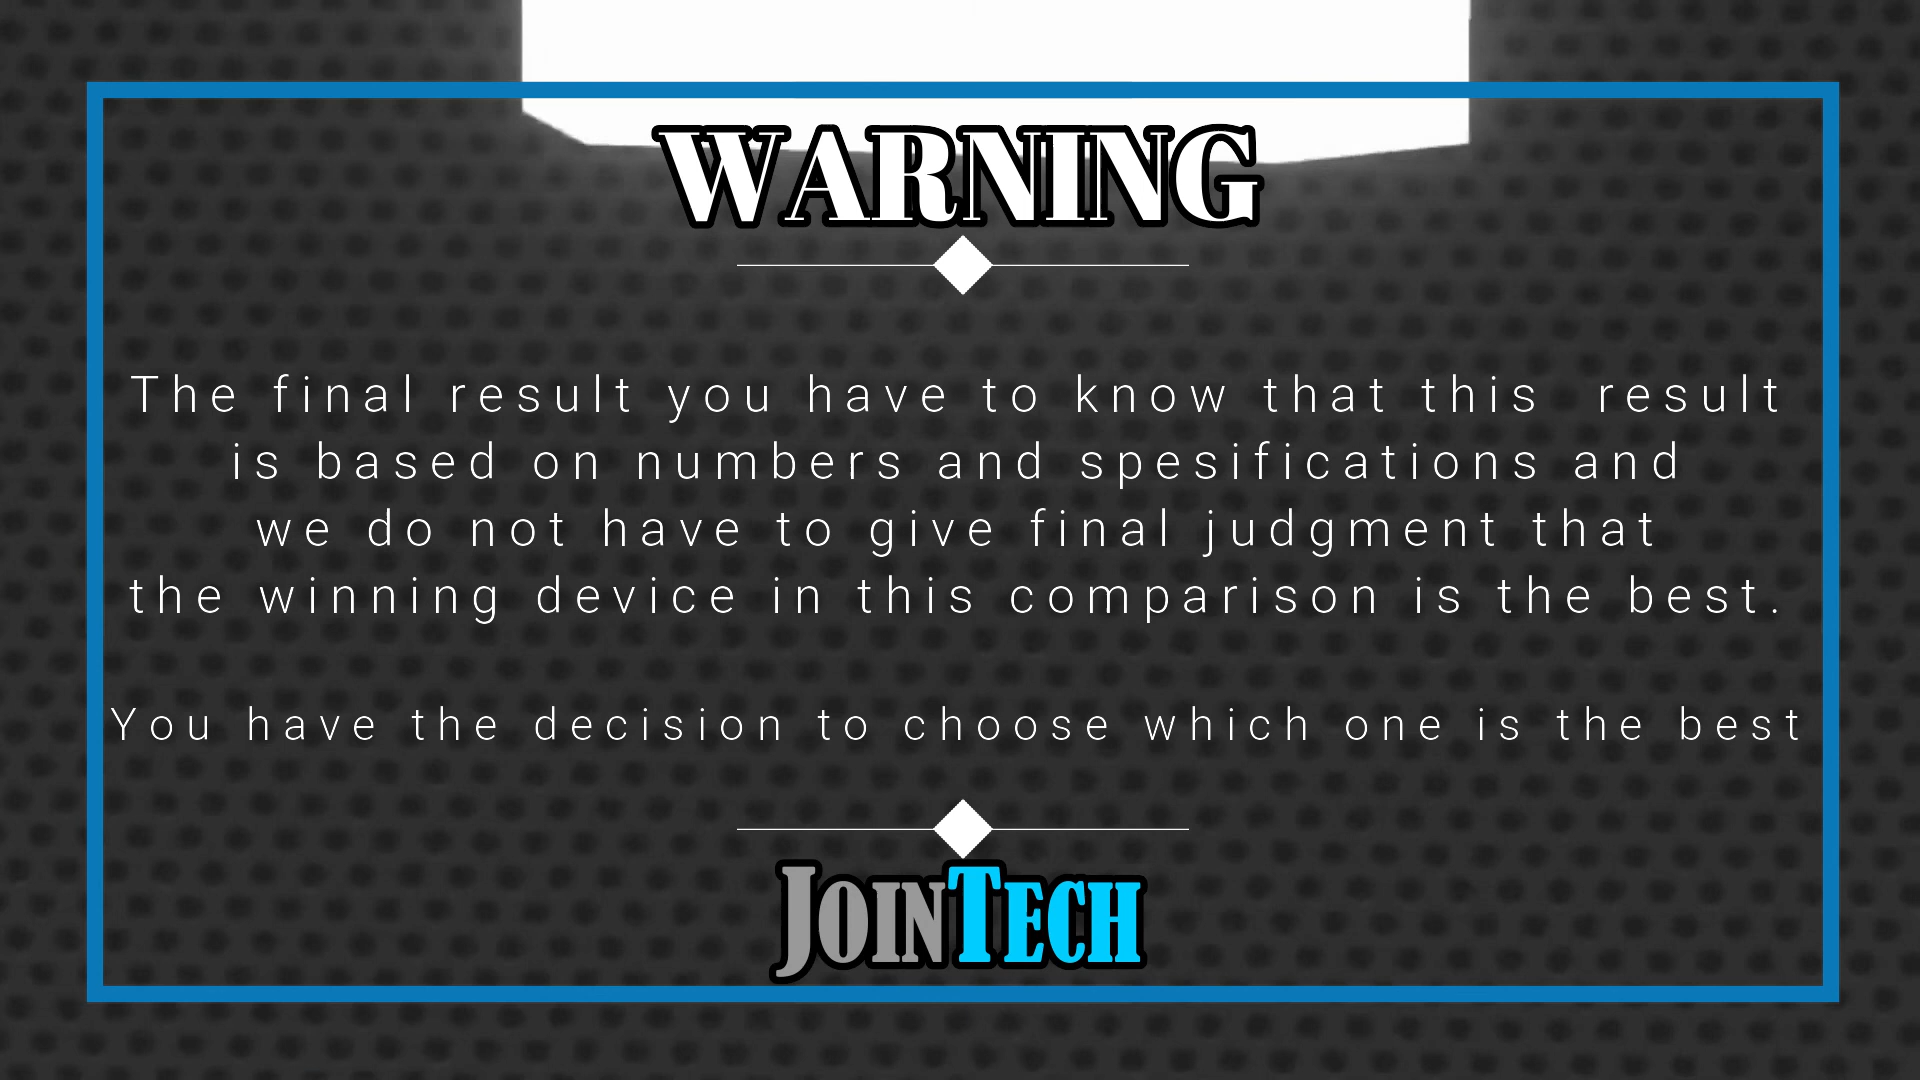 WARNING
The final result you have to know that this result
is based on numbers and spesifications and
we do not have to give final judgment that
the winning device in this comparison is the best.
You have the decision to choose which one is the best
JOINTECH